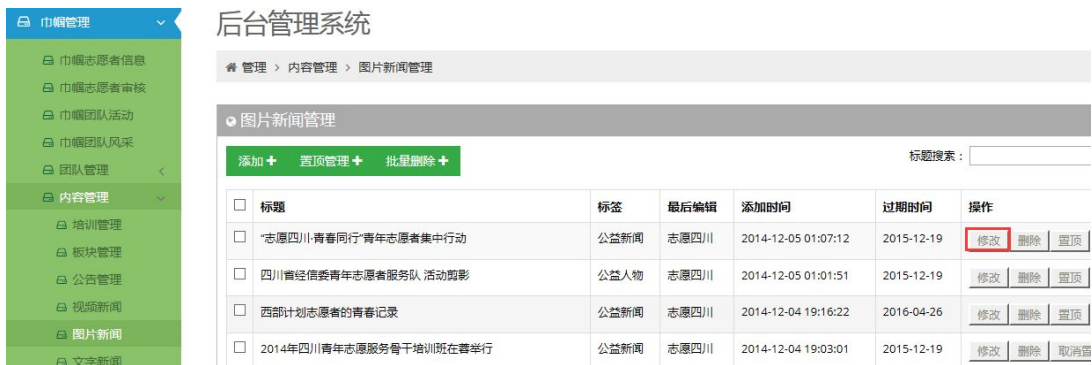 巾帼管理
巾帼志愿者信息
巾帼志愿者审核
巾帼团队活动
巾帼团队风采
团队管理
内容管理
培训管理
板块管理
公告管理
视频新闻
图片新闻
文字新闻
后台管理系统
管理 > 内容管理 > 图片新闻管理
图片新闻管理
添加 置顶管理 批量删除 标题搜索：
标题 标签 最后编辑 添加时间 过期时间 操作
“志愿四川·青春同行”青年志愿者集中行动 公益新闻 志愿四川 2014-12-05 01:07:12 2015-12-19 修改 删除 置顶
四川省经信委青年志愿者服务队 活动剪影 公益人物 志愿四川 2014-12-05 01:01:51 2015-12-19 修改 删除 置顶
西部计划志愿者的青春记录 公益新闻 志愿四川 2014-12-04 19:16:22 2016-04-26 修改 删除 置顶
2014年四川青年志愿服务骨干培训班在蓉举行 公益新闻 志愿四川 2014-12-04 19:03:01 2015-12-19 修改 删除 取消置